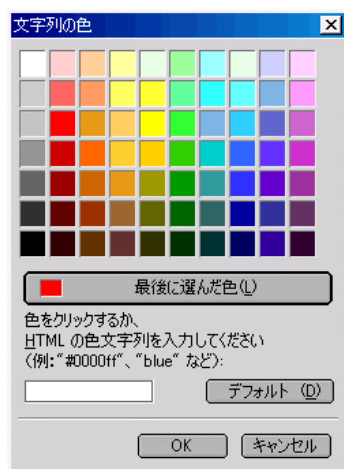 文字列の色
最後に選んだ色(L)
色をクリックするか、
HTML の色文字列を入力してください
(例:"#0000ff"、"blue" など):
デフォルト (D)
OK キャンセル